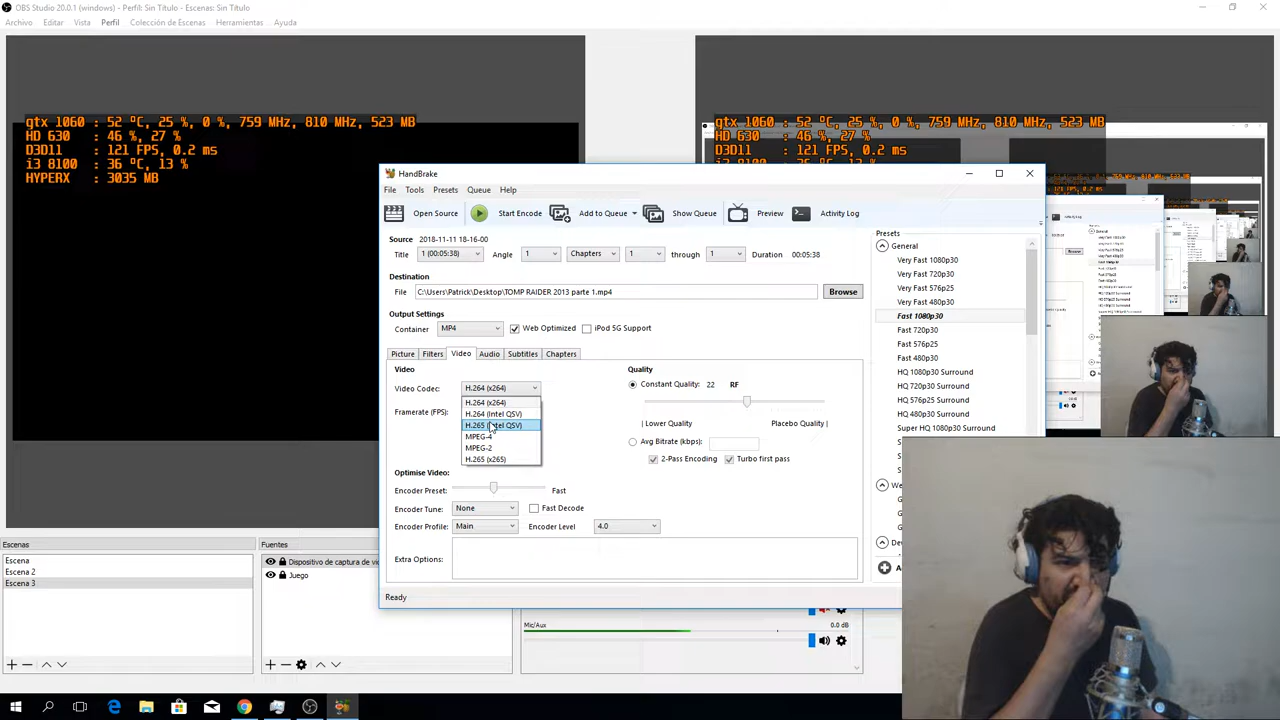 OBS Studio 20.0.1 (windows) - Perfil: Sin Título - Escenas: Sin Título
Archivo Editar Vista Perfil Colección de Escenas Herramientas Ayuda
gtx 1060 : 52 ºC, 25 %, 0 %, 759 MHz, 810 MHz, 523 MB
HD 630 : 46 %, 27 %
D3D11 : 121 FPS, 0.2 ms
i3 8100 : 36 ºC, 13 %
HYPERX : 3035 MB
gtx 1060 : 52 ºC, 25 %, 0 %, 759 MHz, 810 MHz, 523 MB
HD 630 : 46 %, 27 %
D3D11 : 121 FPS, 0.2 ms
i3 8100 : 36 ºC, 13 %
HandBrake
File Tools Presets Queue Help
Open Source Start Encode Add to Queue Show Queue Preview Activity Log
Source 2018-11-11 18-16-00
Title 1 (00:05:38) Angle 1 Chapters 1 through 1 Duration 00:05:38
Destination
File C:\Users\Patrick\Desktop\TOMP RAIDER 2013 parte 1.mp4 Browse
Output Settings
Container MP4 Web Optimized iPod 5G Support
Picture Filters Video Audio Subtitles Chapters
Video
Video Codec: H.264 (x264)
H.264 (x264)
H.264 (Intel QSV)
H.265 (Intel QSV)
MPEG-4
MPEG-2
H.265 (x265)
Framerate (FPS):
Quality
Constant Quality: 22 RF
| Lower Quality Placebo Quality |
Avg Bitrate (kbps):
2-Pass Encoding Turbo first pass
Optimise Video:
Encoder Preset: Fast
Encoder Tune: None Fast Decode
Encoder Profile: Main Encoder Level 4.0
Extra Options:
Ready
Presets
General
Very Fast 1080p30
Very Fast 720p30
Very Fast 576p25
Very Fast 480p30
Fast 1080p30
Fast 720p30
Fast 576p25
Fast 480p30
HQ 1080p30 Surround
HQ 720p30 Surround
HQ 576p25 Surround
HQ 480p30 Surround
Super HQ 1080p30 Surround
Escenas
Escena
Escena 2
Escena 3
Fuentes
Dispositivo de captura de
Juego
Mic/Aux 0.0 dB